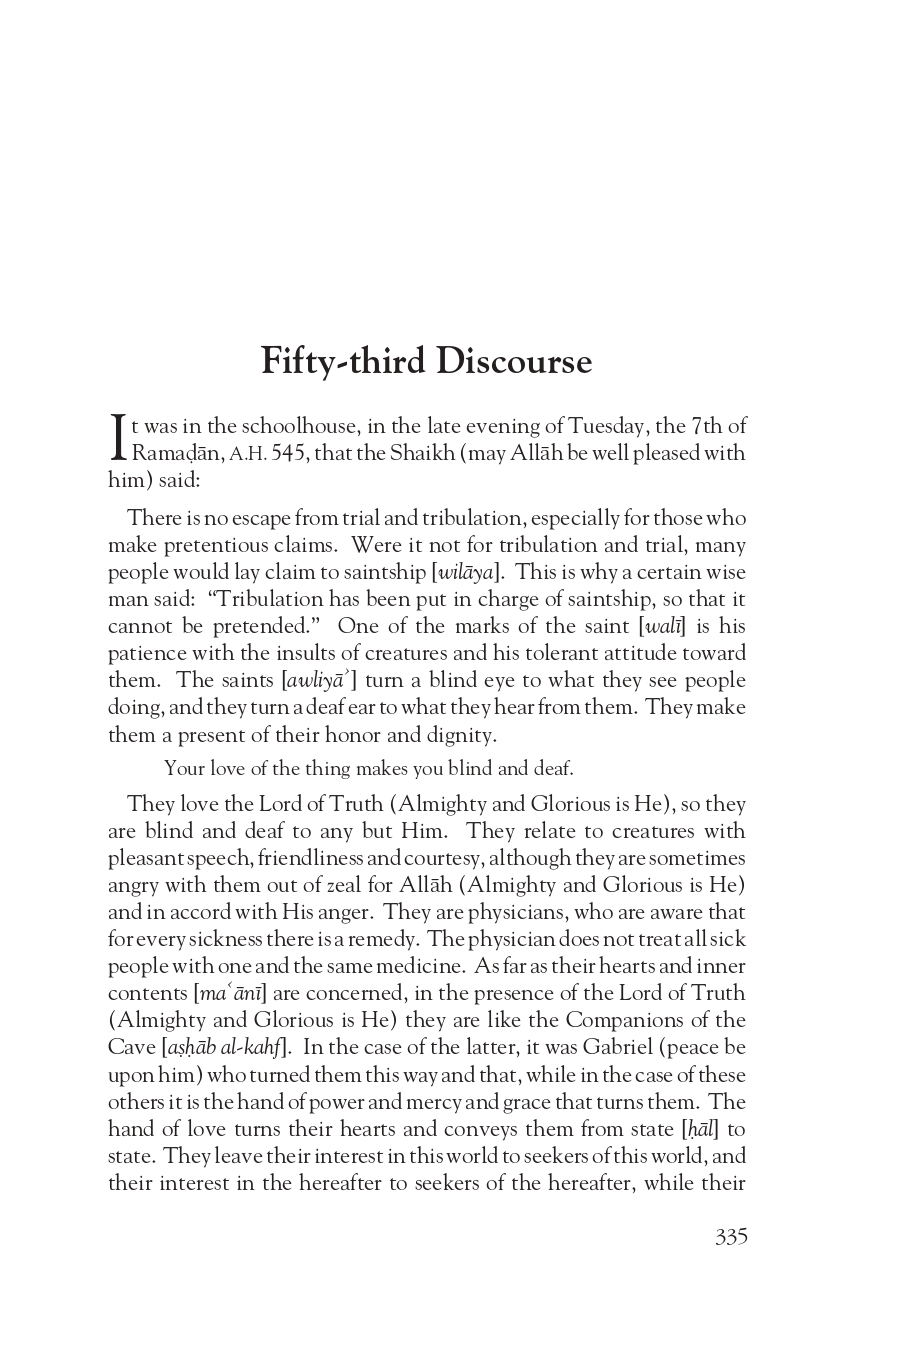 Fifty-third Discourse
It was in the schoolhouse, in the late evening of Tuesday, the 7th of
Ramaḍān, A.H. 545, that the Shaikh (may Allāh be well pleased with
him) said:
There is no escape from trial and tribulation, especially for those who
make pretentious claims. Were it not for tribulation and trial, many
people would lay claim to saintship [wilāya]. This is why a certain wise
man said: “Tribulation has been put in charge of saintship, so that it
cannot be pretended.” One of the marks of the saint [walī] is his
patience with the insults of creatures and his tolerant attitude toward
them. The saints [awliyāʾ] turn a blind eye to what they see people
doing, and they turn a deaf ear to what they hear from them. They make
them a present of their honor and dignity.
Your love of the thing makes you blind and deaf.
They love the Lord of Truth (Almighty and Glorious is He), so they
are blind and deaf to any but Him. They relate to creatures with
pleasant speech, friendliness and courtesy, although they are sometimes
angry with them out of zeal for Allāh (Almighty and Glorious is He)
and in accord with His anger. They are physicians, who are aware that
for every sickness there is a remedy. The physician does not treat all sick
people with one and the same medicine. As far as their hearts and inner
contents [maʿānī] are concerned, in the presence of the Lord of Truth
(Almighty and Glorious is He) they are like the Companions of the
Cave [aṣḥāb al-kahf]. In the case of the latter, it was Gabriel (peace be
upon him) who turned them this way and that, while in the case of these
others it is the hand of power and mercy and grace that turns them. The
hand of love turns their hearts and conveys them from state [ḥāl] to
state. They leave their interest in this world to seekers of this world, and
their interest in the hereafter to seekers of the hereafter, while their
335